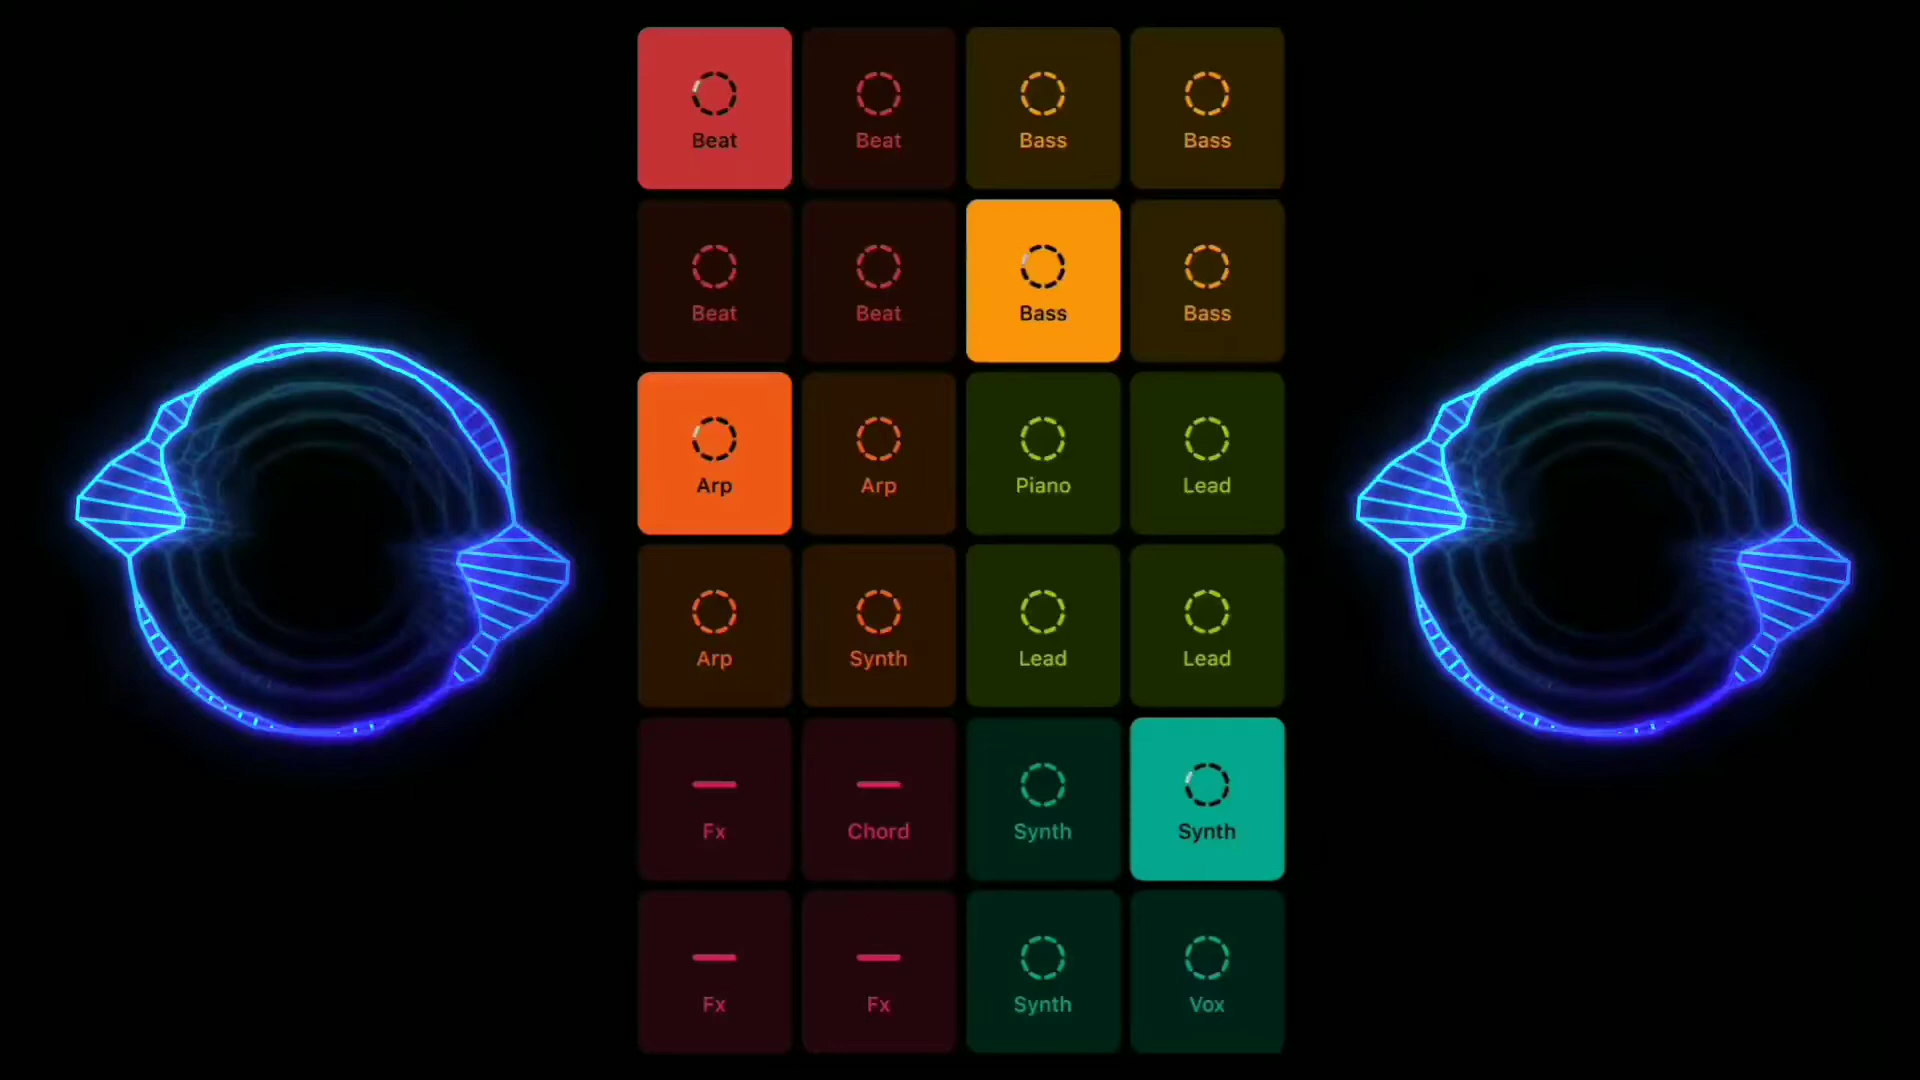 Beat Beat Bass Bass
Beat Beat Bass Bass
Arp Arp Piano Lead
Arp Synth Lead Lead
Fx Chord Synth Synth
Fx Fx Synth Vox